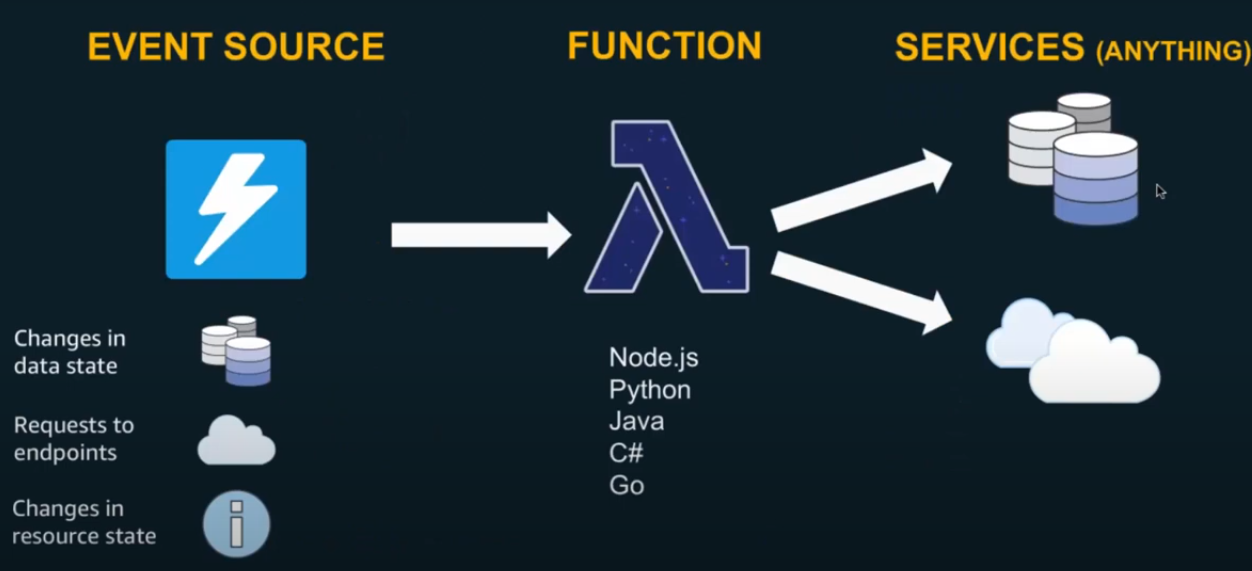 EVENT SOURCE
FUNCTION
SERVICES (ANYTHING)
Changes in
data state
Requests to
endpoints
Changes in
resource state
Node.js
Python
Java
C#
Go